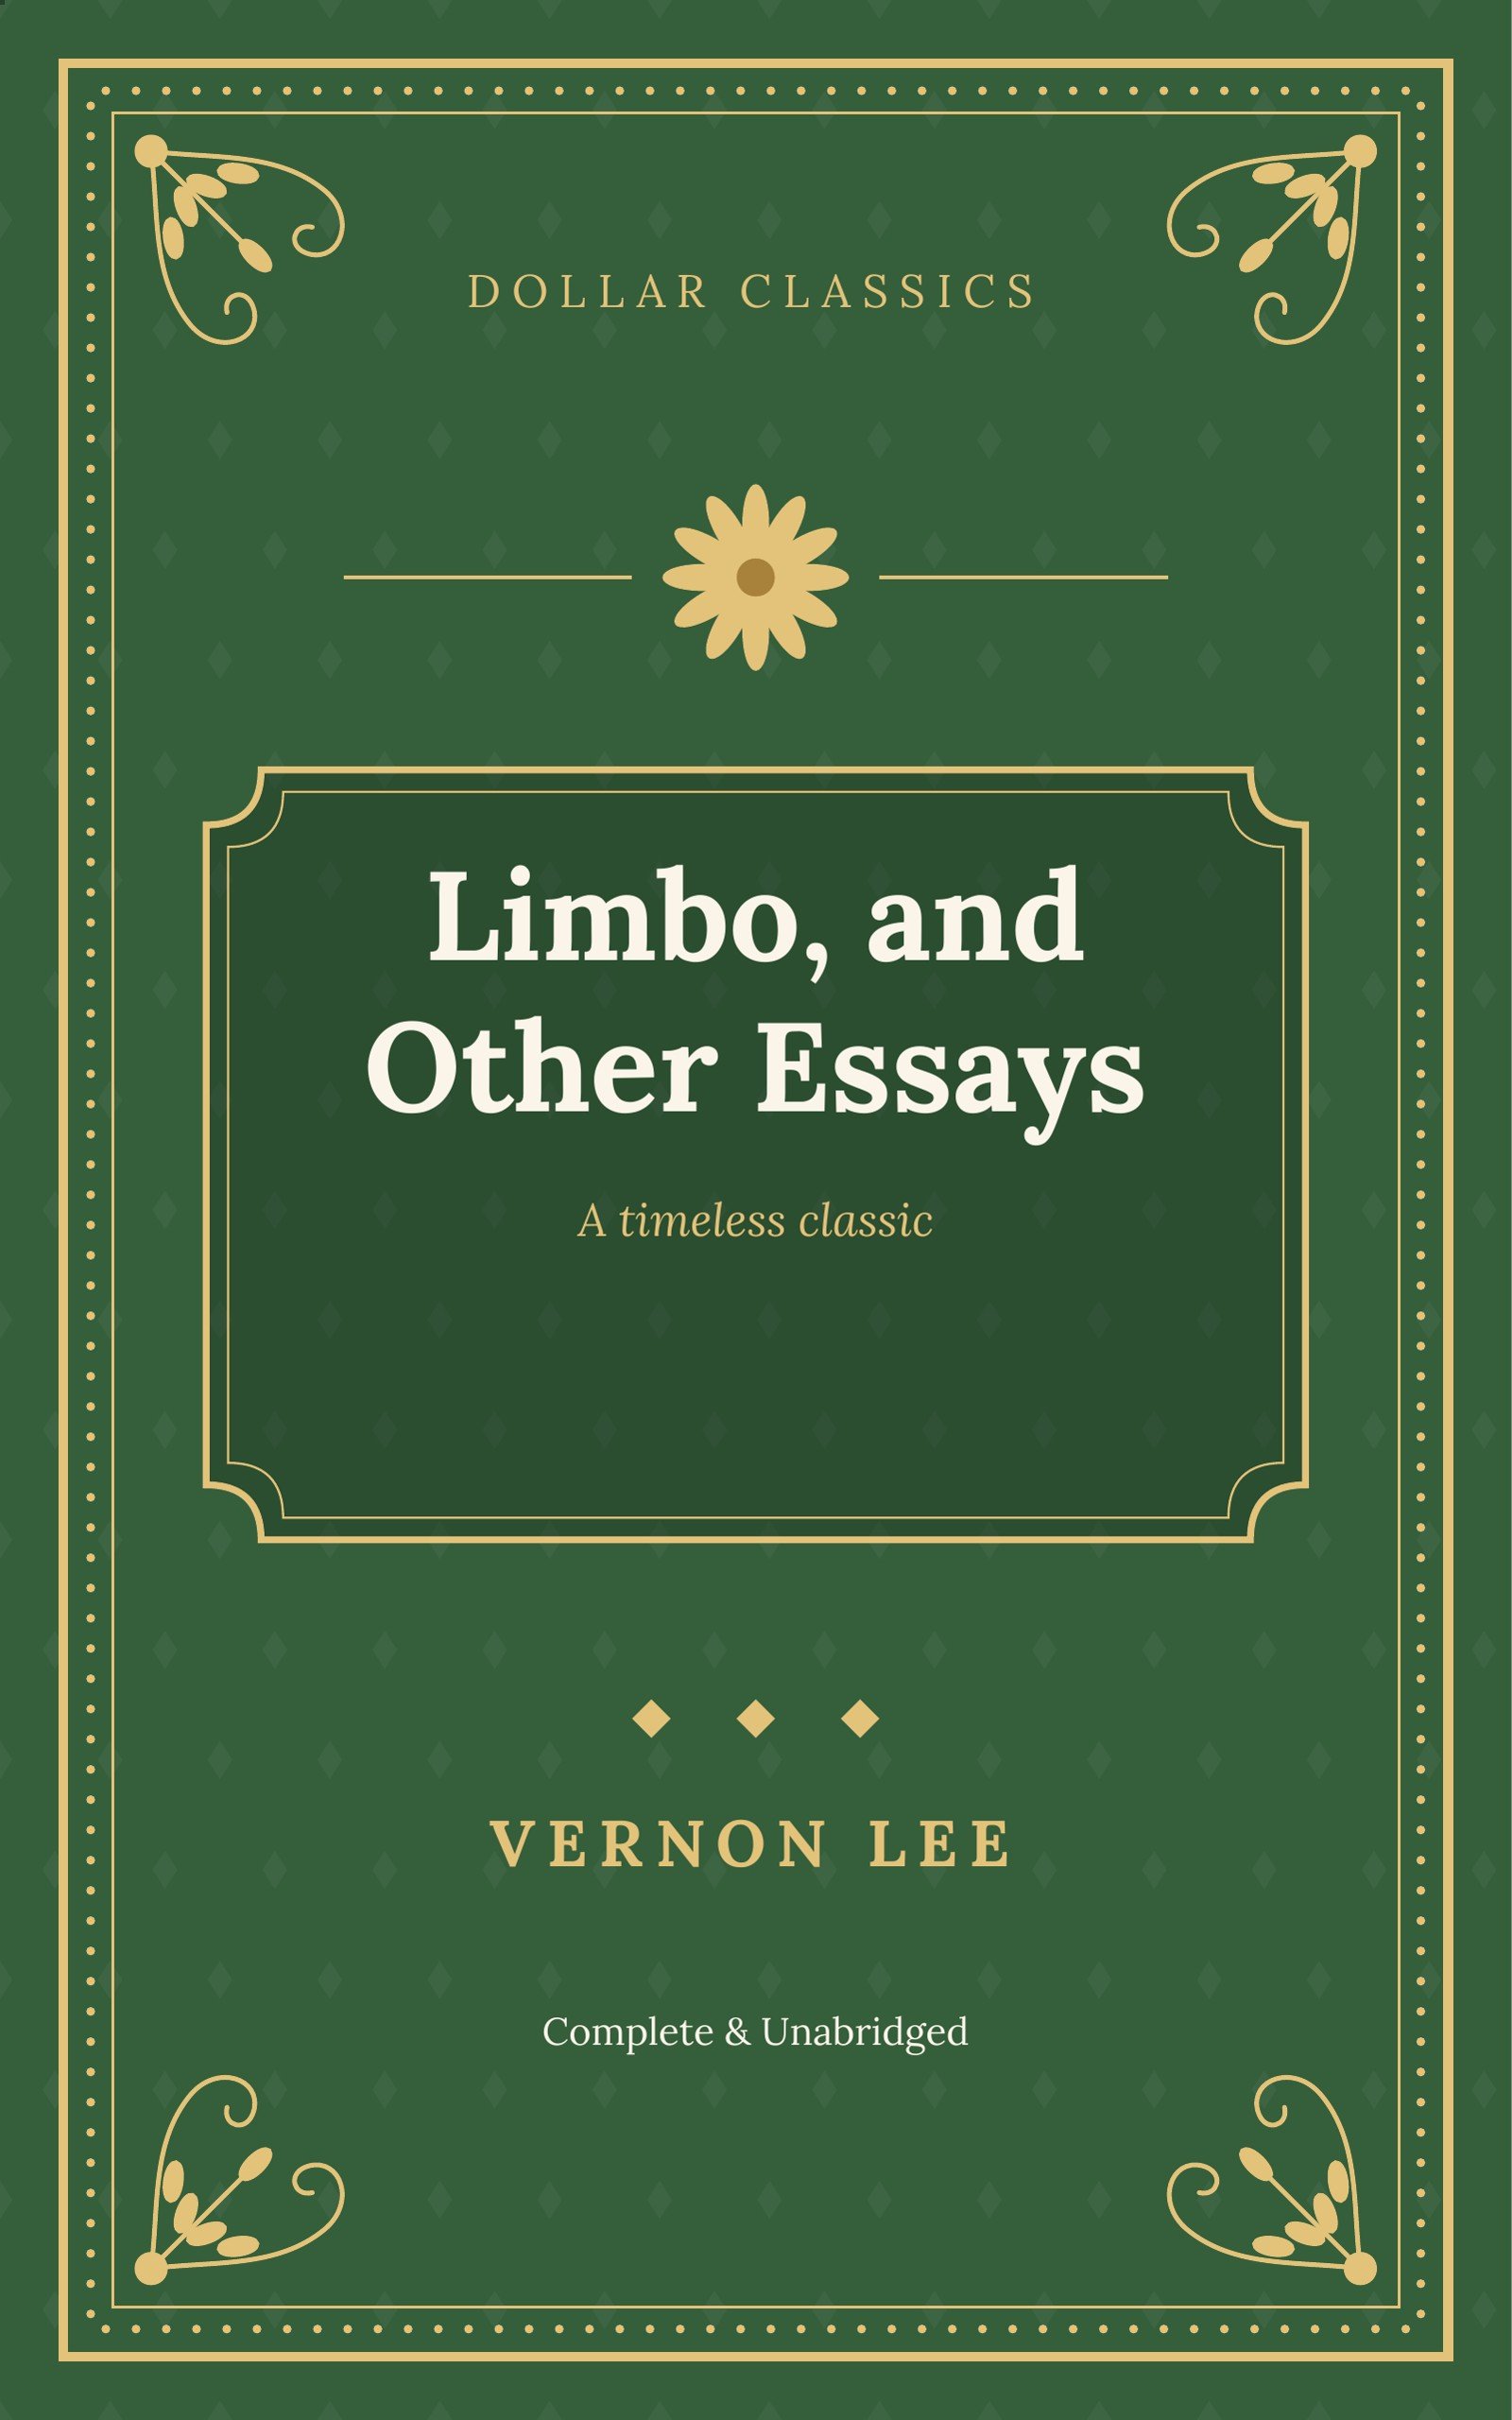 DOLLAR CLASSICS
Limbo, and
Other Essays
A timeless classic
VERNON LEE
Complete & Unabridged